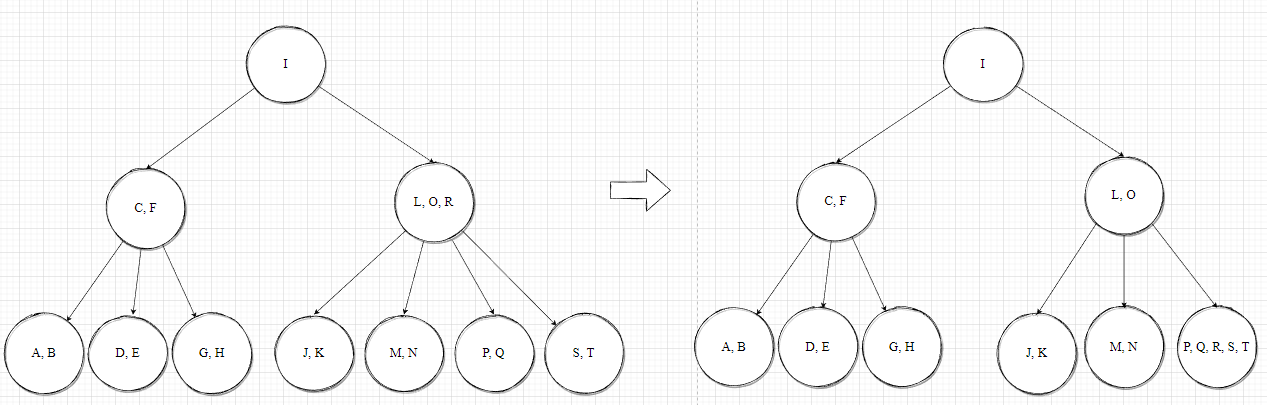 I
C, F
L, O, R
A, B
D, E
G, H
J, K
M, N
P, Q
S, T
I
C, F
L, O
A, B
D, E
G, H
J, K
M, N
P, Q, R, S, T